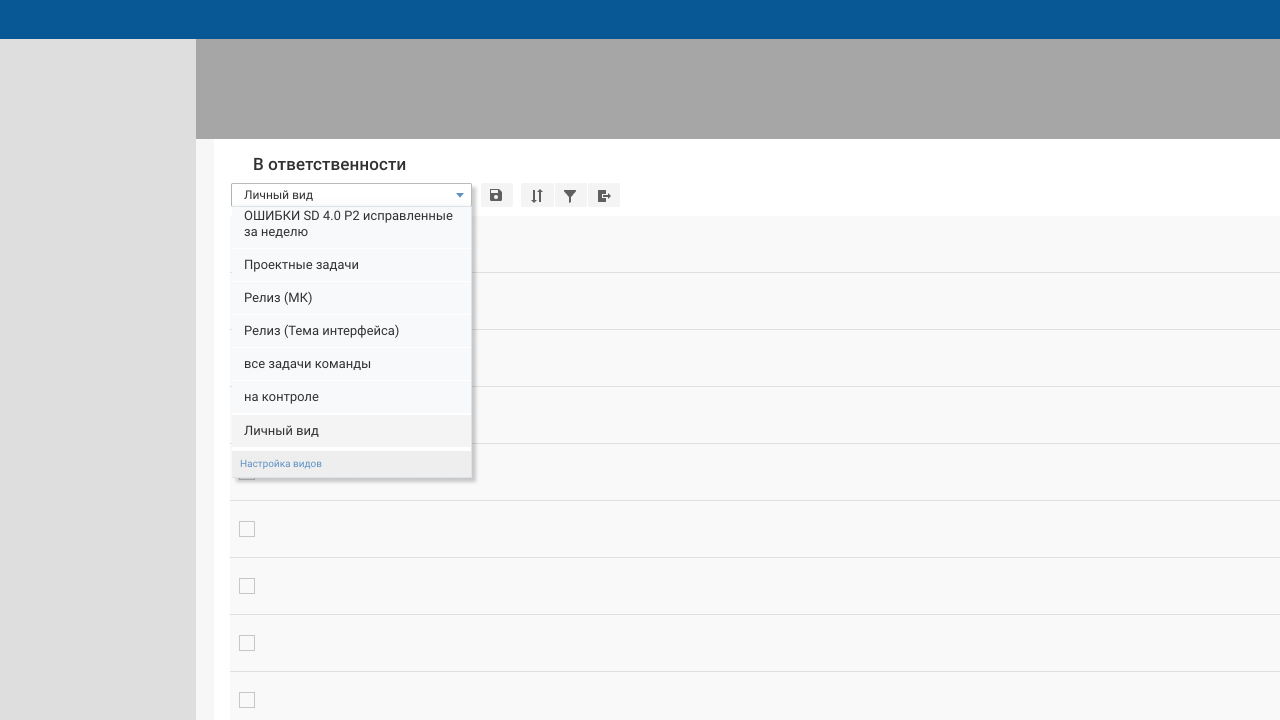 В ответственности
Личный вид
ОШИБКИ SD 4.0 P2 исправленные
за неделю
Проектные задачи
Релиз (МК)
Релиз (Тема интерфейса)
все задачи команды
на контроле
Личный вид
Настройка видов